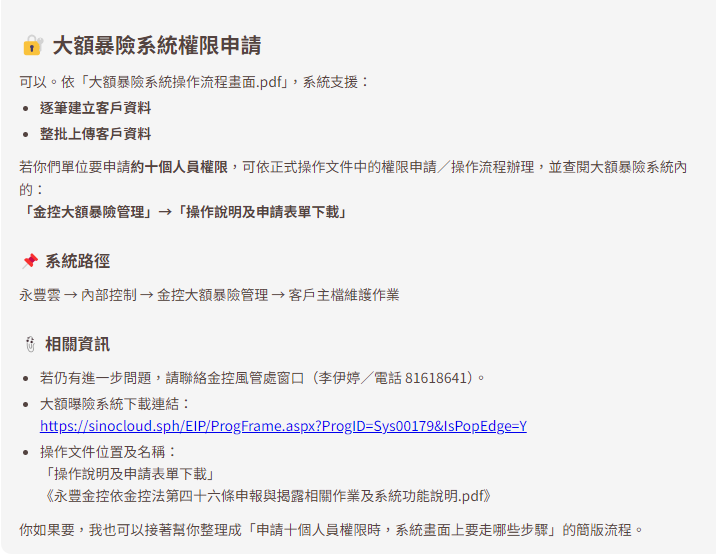 🔐 大額暴險系統權限申請
可以。依「大額暴險系統操作流程畫面.pdf」，系統支援：
• 逐筆建立客戶資料
• 整批上傳客戶資料
若你們單位要申請約十個人員權限，可依正式操作文件中的權限申請／操作流程辦理，並查閱大額暴險系統內
的：
「金控大額暴險管理」→「操作說明及申請表單下載」
📌 系統路徑
永豐雲 → 內部控制 → 金控大額暴險管理 → 客戶主檔維護作業
📎 相關資訊
• 若仍有進一步問題，請聯絡金控風管處窗口（李伊婷／電話 81618641）。
• 大額曝險系統下載連結：
https://sinocloud.sph/EIP/ProgFrame.aspx?ProgID=Sys00179&IsPopEdge=Y
• 操作文件位置及名稱：
「操作說明及申請表單下載」
《永豐金控依金控法第四十六條申報與揭露相關作業及系統功能說明.pdf》
你如果要，我也可以接著幫你整理成「申請十個人員權限時，系統畫面上要走哪些步驟」的簡版流程。